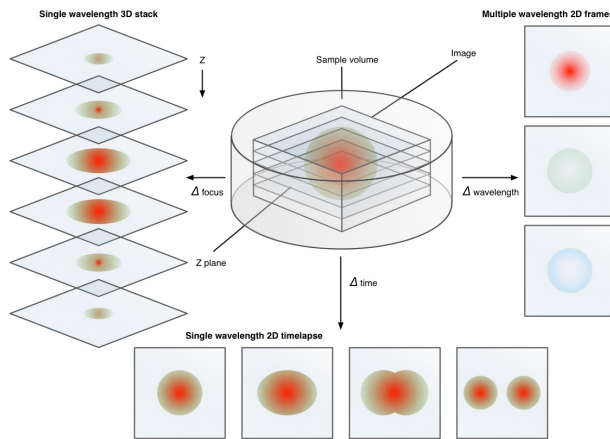 Single wavelength 3D stack
Multiple wavelength 2D frame
Z
Sample volume
Image
Δ focus
Δ wavelength
Z plane
Δ time
Single wavelength 2D timelapse